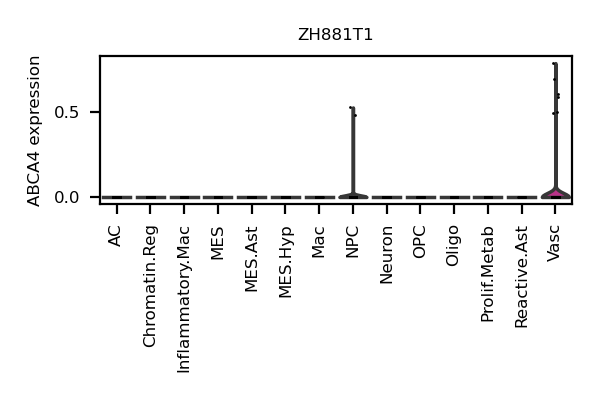 ZH881T1
ABCA4 expression
0.5
0.0
AC
Chromatin.Reg
Inflammatory.Mac
MES
MES.Ast
MES.Hyp
Mac
NPC
Neuron
OPC
Oligo
Prolif.Metab
Reactive.Ast
Vasc